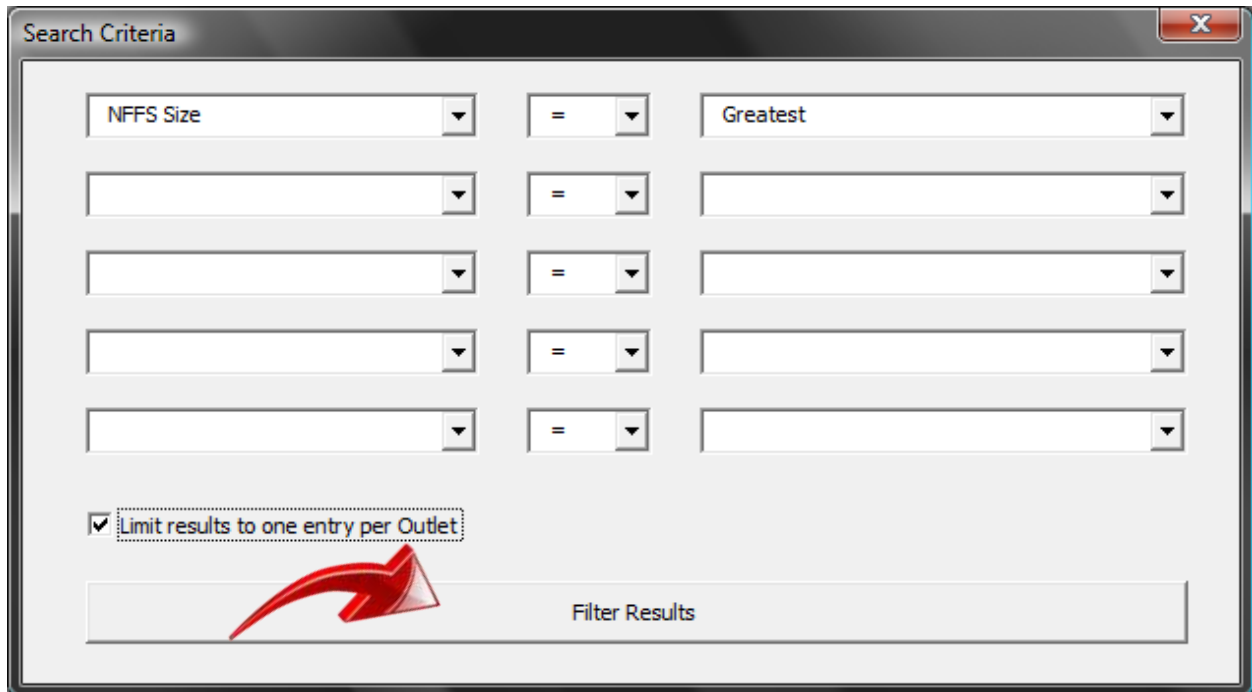 Search Criteria
NFFS Size = Greatest
=
=
=
=
Limit results to one entry per Outlet
Filter Results